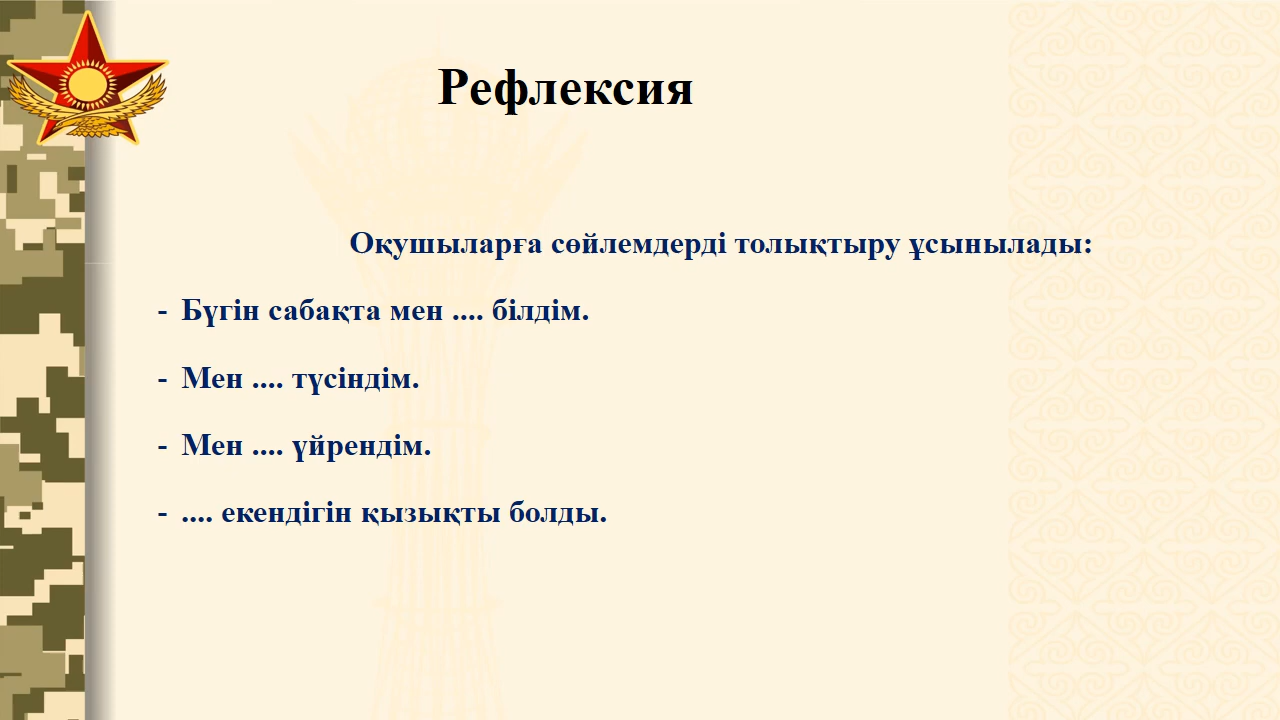 Рефлексия
Оқушыларға сөйлемдерді толықтыру ұсынылады:
- Бүгін сабақта мен .... білдім.
- Мен .... түсіндім.
- Мен .... үйрендім.
- .... екендігін қызықты болды.